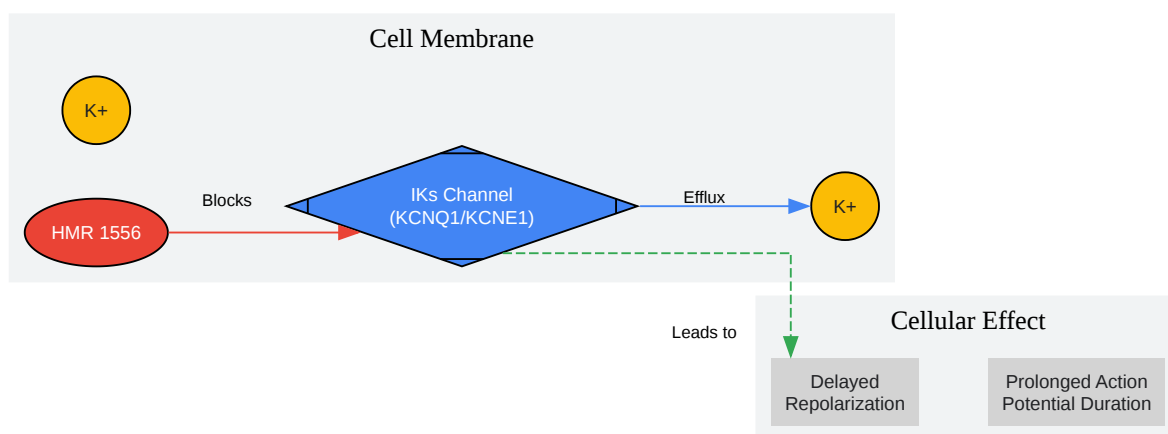 Cell Membrane
K+
Blocks
IKs Channel
(KCNQ1/KCNE1)
Efflux
K+
HMR 1556
Leads to
Cellular Effect
Delayed
Repolarization
Prolonged Action
Potential Duration